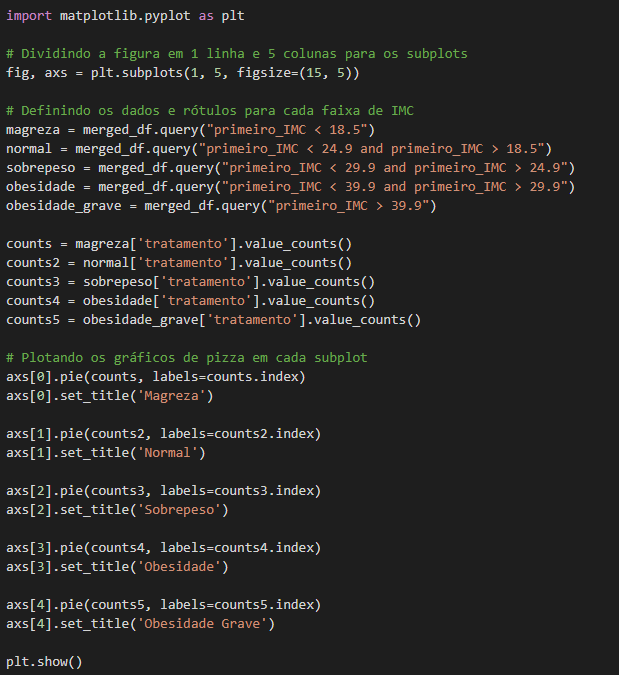 import matplotlib.pyplot as plt

# Dividindo a figura em 1 linha e 5 colunas para os subplots
fig, axs = plt.subplots(1, 5, figsize=(15, 5))

# Definindo os dados e rótulos para cada faixa de IMC
magreza = merged_df.query("primeiro_IMC < 18.5")
normal = merged_df.query("primeiro_IMC < 24.9 and primeiro_IMC > 18.5")
sobrepeso = merged_df.query("primeiro_IMC < 29.9 and primeiro_IMC > 24.9")
obesidade = merged_df.query("primeiro_IMC < 39.9 and primeiro_IMC > 29.9")
obesidade_grave = merged_df.query("primeiro_IMC > 39.9")

counts = magreza['tratamento'].value_counts()
counts2 = normal['tratamento'].value_counts()
counts3 = sobrepeso['tratamento'].value_counts()
counts4 = obesidade['tratamento'].value_counts()
counts5 = obesidade_grave['tratamento'].value_counts()

# Plotando os gráficos de pizza em cada subplot
axs[0].pie(counts, labels=counts.index)
axs[0].set_title('Magreza')

axs[1].pie(counts2, labels=counts2.index)
axs[1].set_title('Normal')

axs[2].pie(counts3, labels=counts3.index)
axs[2].set_title('Sobrepeso')

axs[3].pie(counts4, labels=counts4.index)
axs[3].set_title('Obesidade')

axs[4].pie(counts5, labels=counts5.index)
axs[4].set_title('Obesidade Grave')

plt.show()